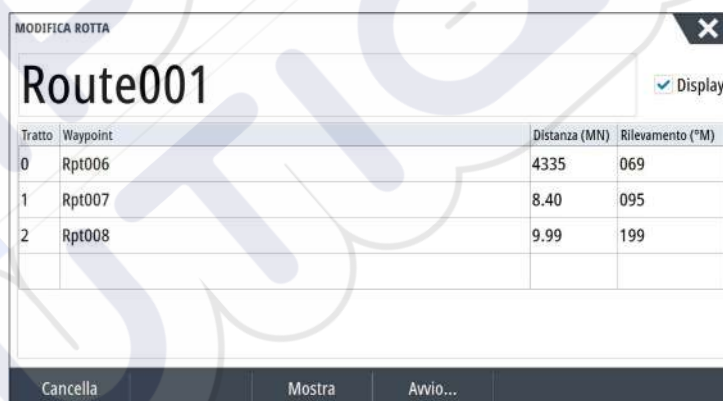 MODIFICA ROTTA
Route001
Display
Tratto Waypoint Distanza (MN) Rilevamento (°M)
0 Rpt006 4335 069
1 Rpt007 8.40 095
2 Rpt008 9.99 199
Cancella Mostra Avvio...